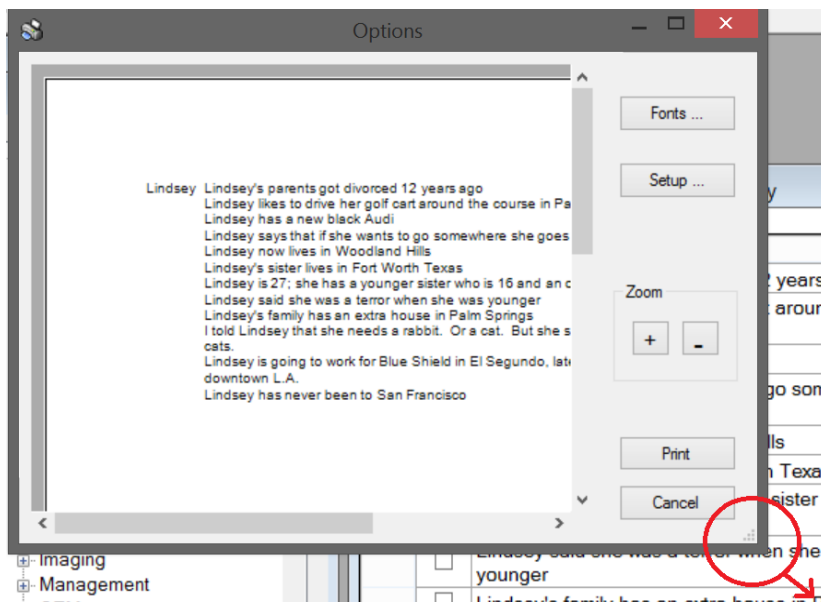 Options
Fonts ...
Setup ...
Zoom
+
-
Print
Cancel
Lindsey Lindsey's parents got divorced 12 years ago
Lindsey likes to drive her golf cart around the course in Pa
Lindsey has a new black Audi
Lindsey says that if she wants to go somewhere she goes
Lindsey now lives in Woodland Hills
Lindsey's sister lives in Fort Worth Texas
Lindsey is 27; she has a younger sister who is 16 and an o
Lindsey said she was a terror when she was younger
Lindsey's family has an extra house in Palm Springs
I told Lindsey that she needs a rabbit. Or a cat. But she s
cats.
Lindsey is going to work for Blue Shield in El Segundo, late
downtown L.A.
Lindsey has never been to San Francisco
y
2 years
t arour
go som
lls
n Texa
sister
Imaging
Management
Lindsey said she was a terror when she
younger
Lindsey's family has an extra house in